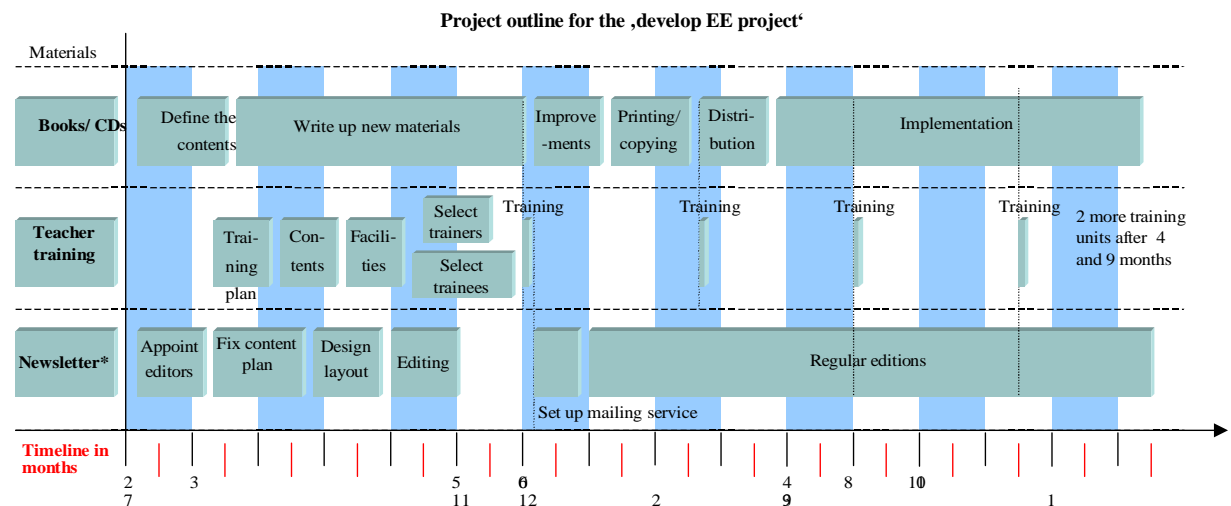 Project outline for the ‚develop EE project‘
Materials
Books/ CDs
Define the
contents
Write up new materials
Improve
-ments
Printing/
copying
Distri-
bution
Implementation
Teacher
training
Trai-
ning
plan
Con-
tents
Facili-
ties
Select
trainers
Select
trainees
Training
Training
Training
Training
2 more training
units after 4
and 9 months
Newsletter*
Appoint
editors
Fix content
plan
Design
layout
Editing
Regular editions
Set up mailing service
Timeline in
months
2
7
3
5
11
12
2
4
8
1